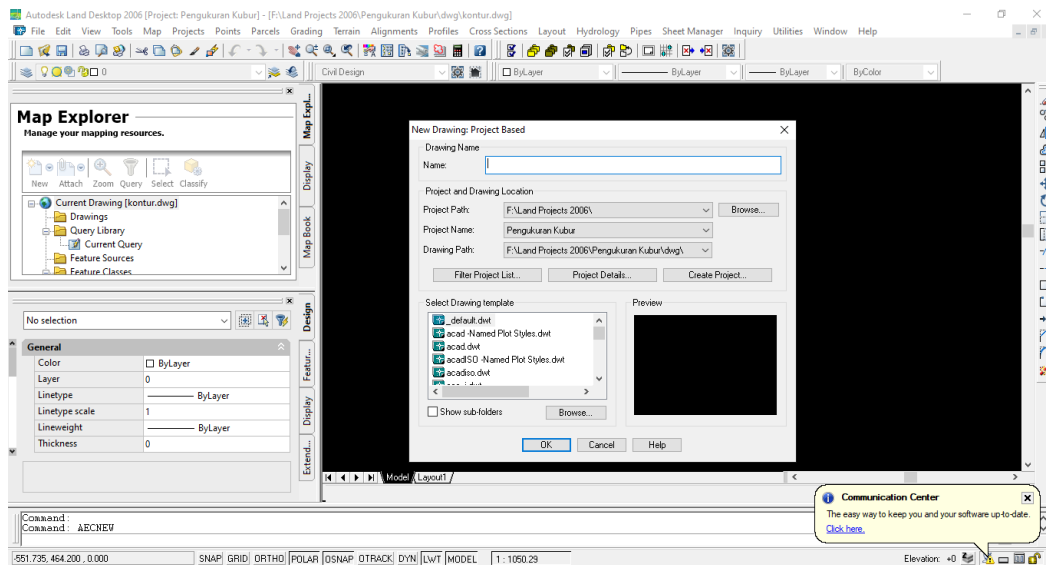 Autodesk Land Desktop 2006 [Project: Pengukuran Kubur] - [F:\Land Projects 2006\Pengukuran Kubur\dwg\kontur.dwg]
File Edit View Tools Map Projects Points Parcels Grading Terrain Inquiry Alignments Profiles Cross Sections Layout Hydrology Pipes Sheet Manager Inquiry Utilities Window Help
0 Civil Design ByLayer ByLayer ByLayer ByColor
Map Explorer
Manage your mapping resources.
New Attach Zoom Query Select Classify
Current Drawing [kontur.dwg]
Drawings
Query Library
Current Query
Feature Sources
Feature Classes
Map Expl...
Display
Map Book
No selection
General
Color ByLayer
Layer 0
Linetype ByLayer
Linetype scale 1
Lineweight ByLayer
Thickness 0
Design
Featur...
Display
Extend...
New Drawing: Project Based
Drawing Name
Name:
Project and Drawing Location
Project Path: F:\Land Projects 2006\ Browse...
Project Name: Pengukuran Kubur
Drawing Path: F:\Land Projects 2006\Pengukuran Kubur\dwg\
Filter Project List... Project Details... Create Project...
Select Drawing template Preview
_default.dwt
acad -Named Plot Styles.dwt
acad.dwt
acadISO -Named Plot Styles.dwt
acadiso.dwt
Show sub-folders Browse...
OK Cancel Help
Model Layout1
Communication Center
The easy way to keep you and your software up-to-date.
Click here.
Command:
Command: AECNEW
-551.735, 464.200 , 0.000 SNAP GRID ORTHO POLAR OSNAP OTRACK DYN LWT MODEL 1 : 1050.29 Elevation: +0